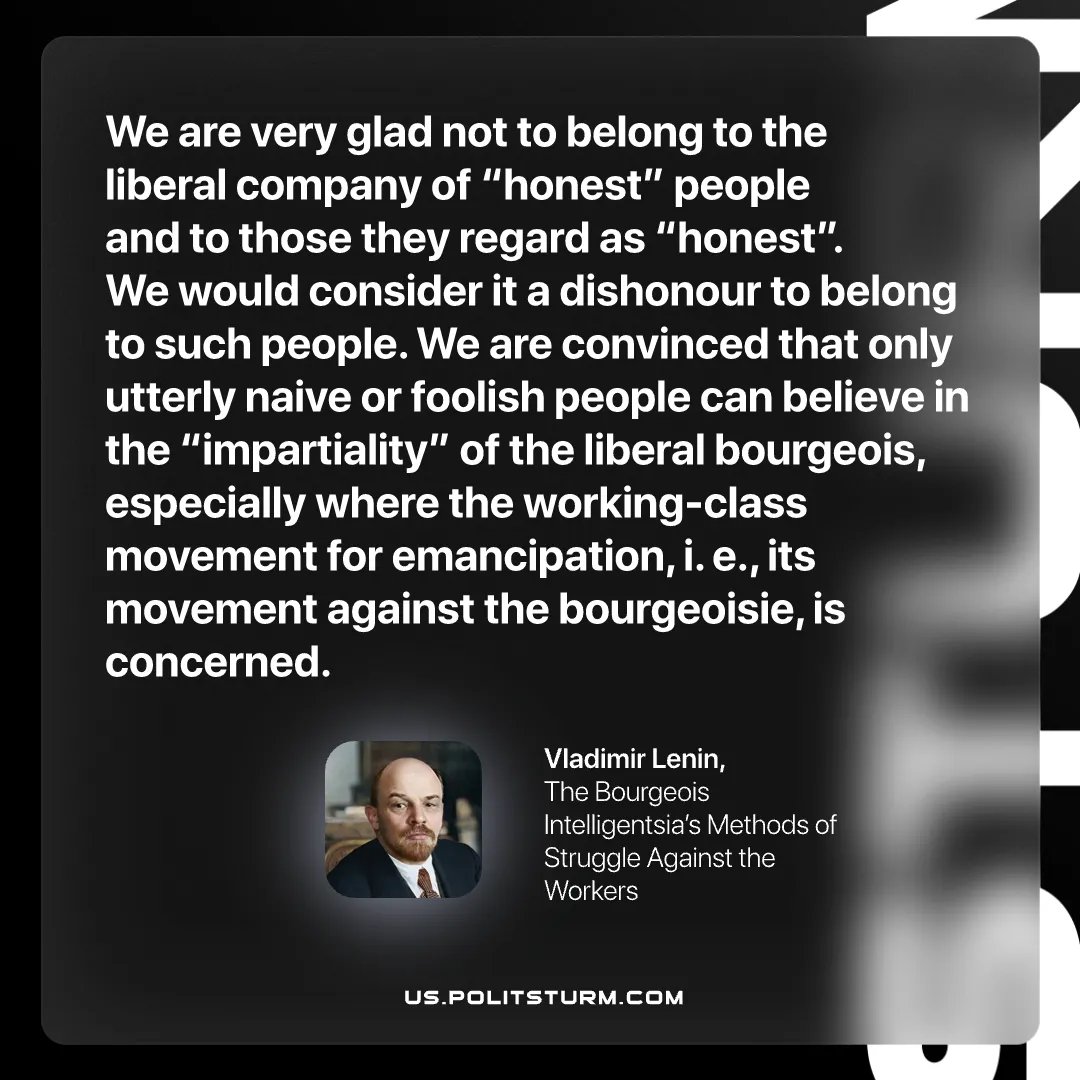 We are very glad not to belong to the
liberal company of “honest” people
and to those they regard as “honest”.
We would consider it a dishonour to belong
to such people. We are convinced that only
utterly naive or foolish people can believe in
the “impartiality” of the liberal bourgeois,
especially where the working-class
movement for emancipation, i. e., its
movement against the bourgeoisie, is
concerned.
Vladimir Lenin,
The Bourgeois
Intelligentsia’s Methods of
Struggle Against the
Workers
US.POLITSTURM.COM